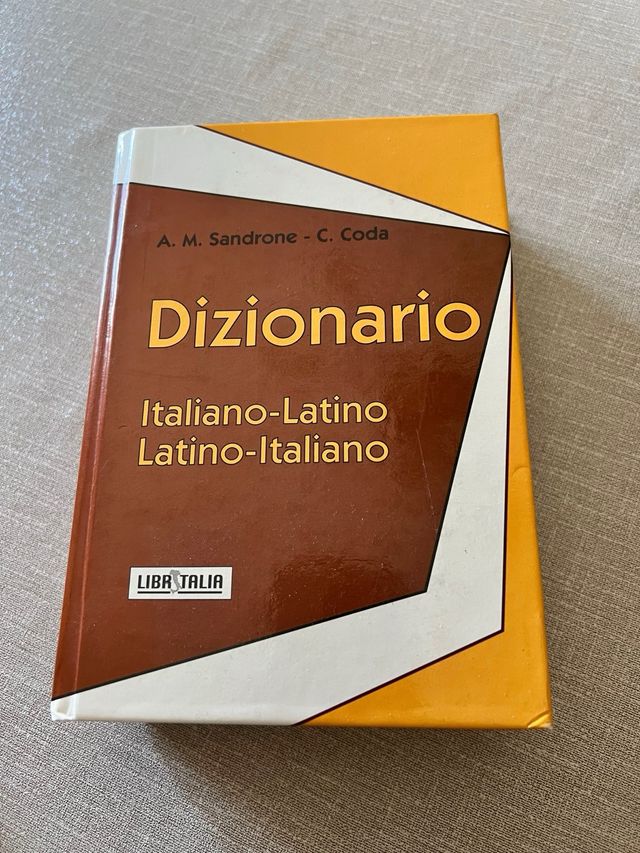 A. M. Sandrone - C. Coda
Dizionario
Italiano-Latino
Latino-Italiano
LIBRITALIA